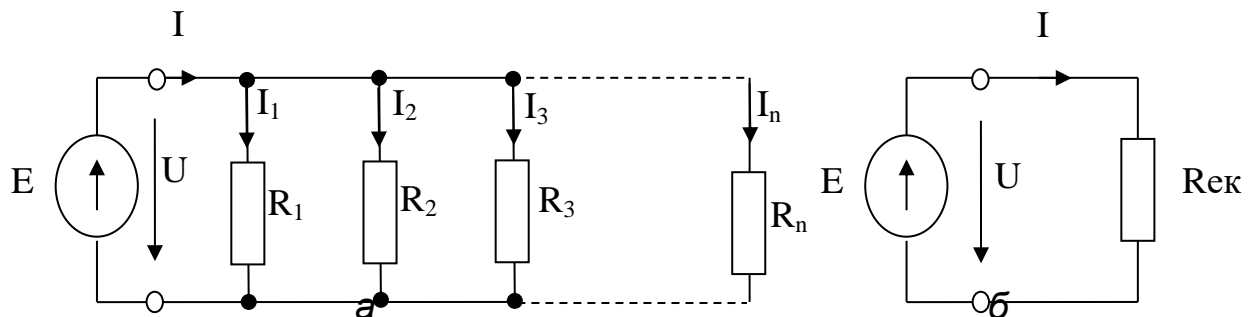 I I
I₁ I₂ I₃ Iₙ
E U R₁ R₂ R₃ Rₙ E U Rек
а б